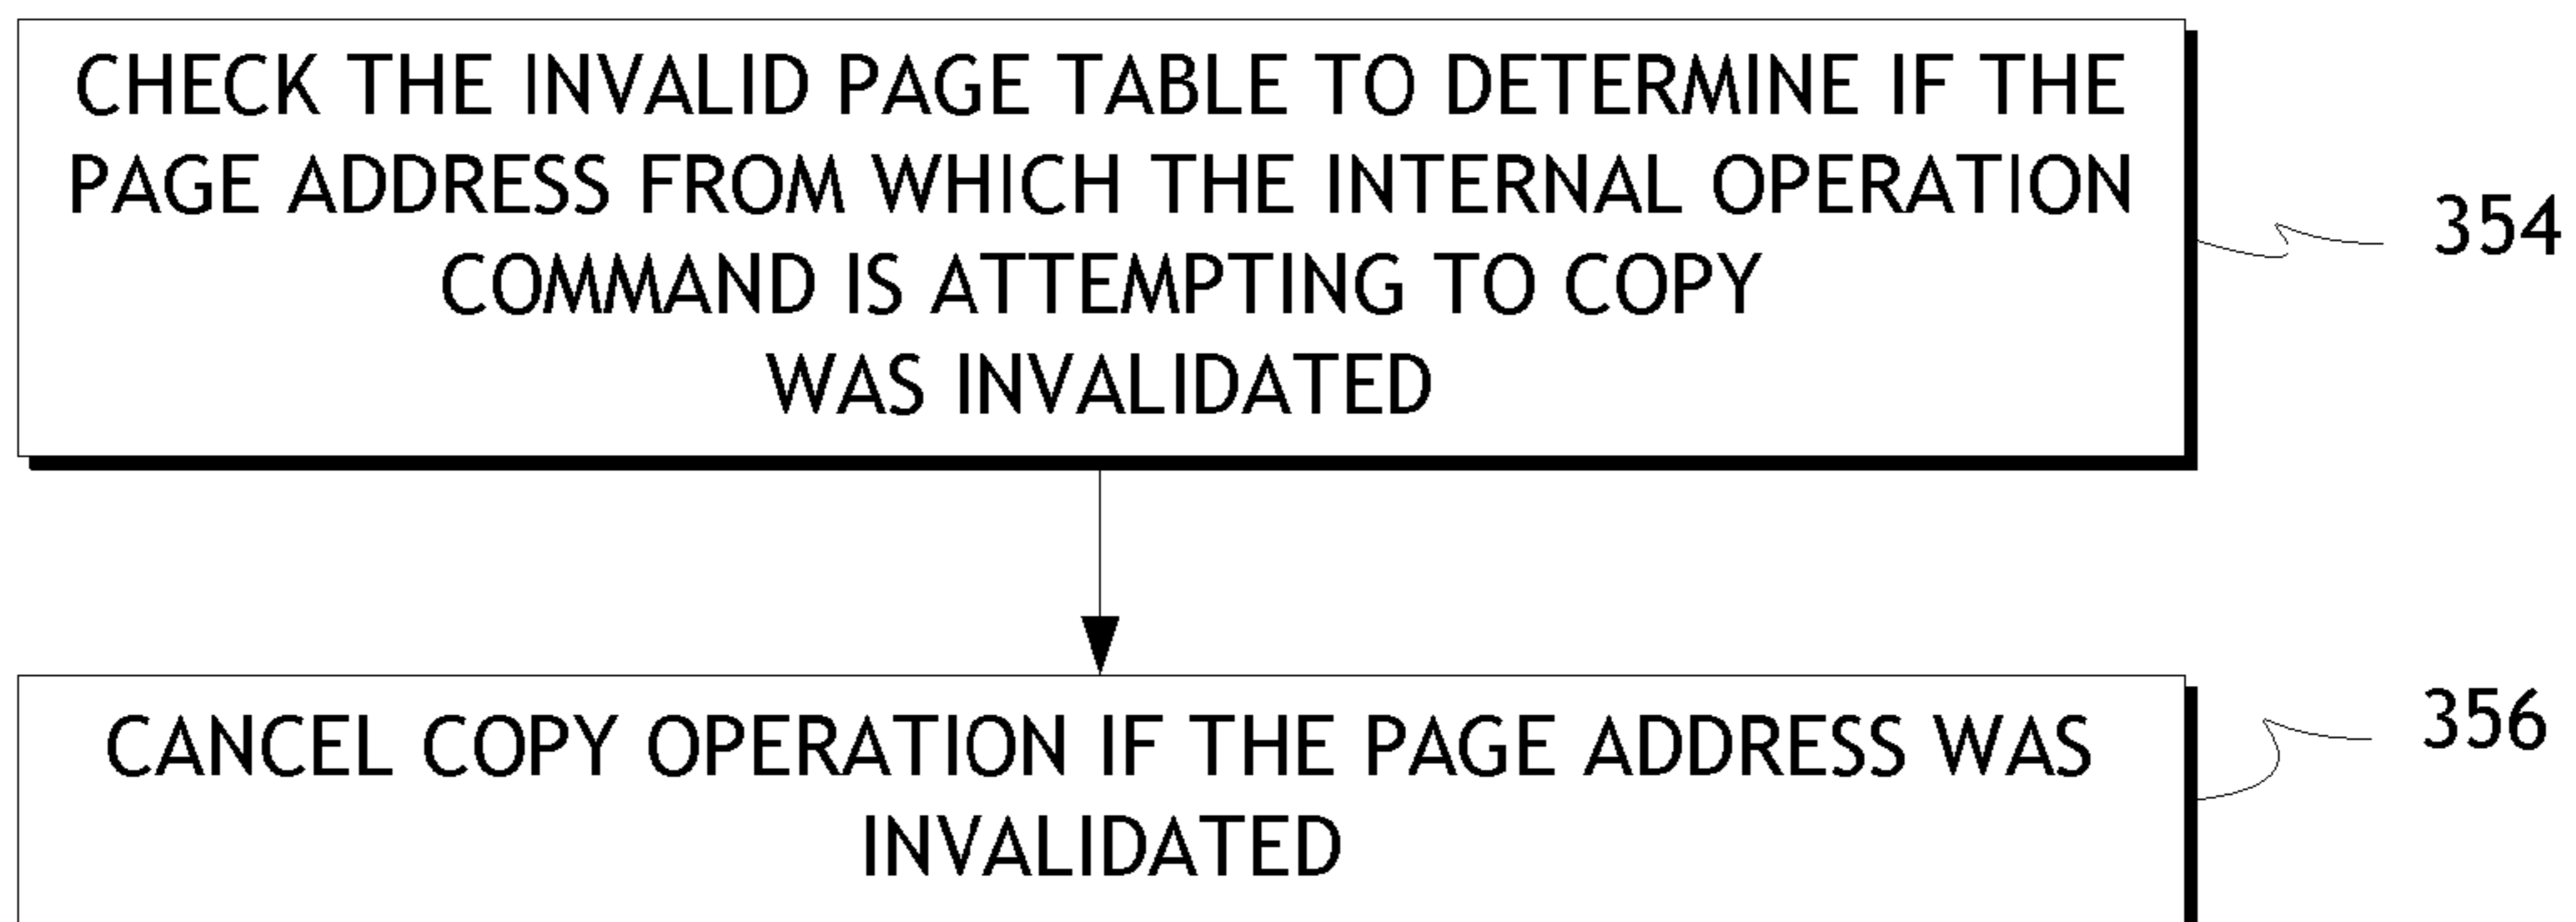 CHECK THE INVALID PAGE TABLE TO DETERMINE IF THE
PAGE ADDRESS FROM WHICH THE INTERNAL OPERATION
COMMAND IS ATTEMPTING TO COPY
WAS INVALIDATED
354
CANCEL COPY OPERATION IF THE PAGE ADDRESS WAS
INVALIDATED
356